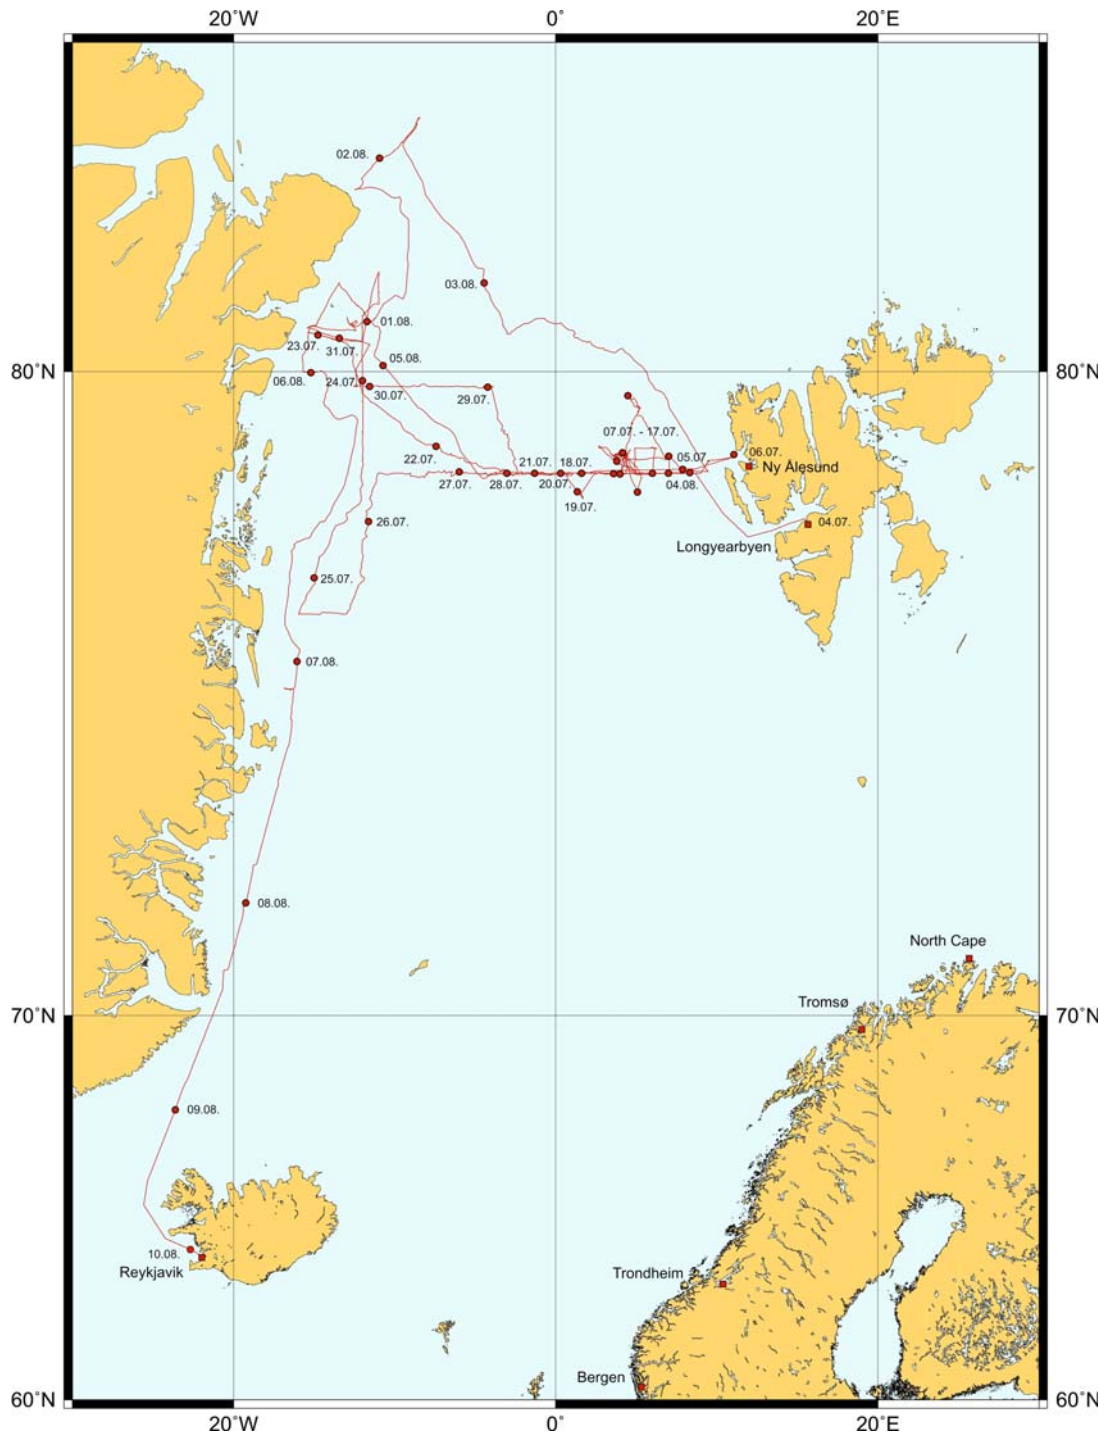 20˚W 0˚ 20˚E
02.08.
03.08.
01.08.
23.07.
31.07.
05.08.
80˚N 80˚N
06.08.
24.07.
30.07.
29.07.
07.07. - 17.07.
22.07.
21.07. 18.07.
05.07.
06.07.
Ny Ålesund
27.07.
28.07.
20.07.
04.08.
19.07.
26.07.
04.07.
Longyearbyen
25.07.
07.08.
08.08.
North Cape
Tromsø
70˚N 70˚N
09.08.
10.08.
Reykjavik
Trondheim
Bergen
60˚N 60˚N
20˚W 0˚ 20˚E